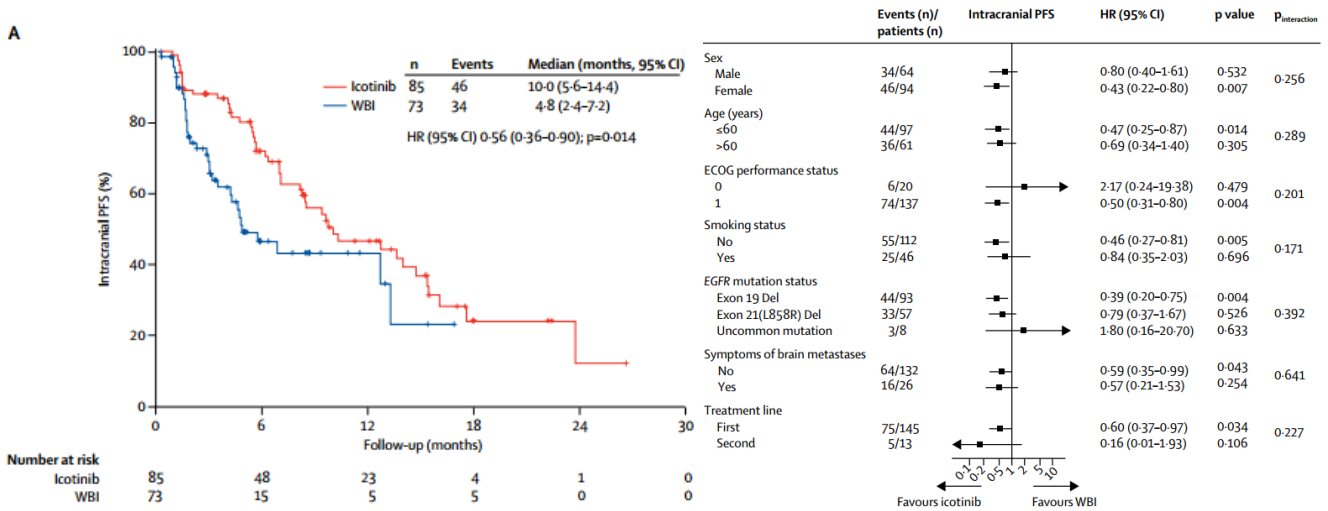 A
n Events Median (months, 95% CI)
Icotinib 85 46 10·0 (5·6–14·4)
WBI 73 34 4·8 (2·4–7·2)
HR (95% CI) 0·56 (0·36–0·90); p=0·014
Intracranial PFS (%)
100
80
60
40
20
0
0 6 12 18 24 30
Follow-up (months)
Number at risk
Icotinib 85 48 23 4 1 0
WBI 73 15 5 5 0 0
Events (n)/ Intracranial PFS HR (95% CI) p value pinteraction
patients (n)
Sex 0·256
Male 34/64 0·80 (0·40–1·61) 0·532
Female 46/94 0·43 (0·22–0·80) 0·007
Age (years) 0·289
≤60 44/97 0·47 (0·25–0·87) 0·014
>60 36/61 0·69 (0·34–1·40) 0·305
ECOG performance status 0·201
0 6/20 2·17 (0·24–19·38) 0·479
1 74/137 0·50 (0·31–0·80) 0·004
Smoking status 0·171
No 55/112 0·46 (0·27–0·81) 0·005
Yes 25/46 0·84 (0·35–2·03) 0·696
EGFR mutation status 0·392
Exon 19 Del 44/93 0·39 (0·20–0·75) 0·004
Exon 21(L858R) Del 33/57 0·79 (0·37–1·67) 0·526
Uncommon mutation 3/8 1·80 (0·16–20·70) 0·633
Symptoms of brain metastases 0·641
No 64/132 0·59 (0·35–0·99) 0·043
Yes 16/26 0·57 (0·21–1·53) 0·254
Treatment line 0·227
First 75/145 0·60 (0·37–0·97) 0·034
Second 5/13 0·16 (0·01–1·93) 0·106
0·1 0·2 0·5 1 2 5 10
Favours icotinib Favours WBI